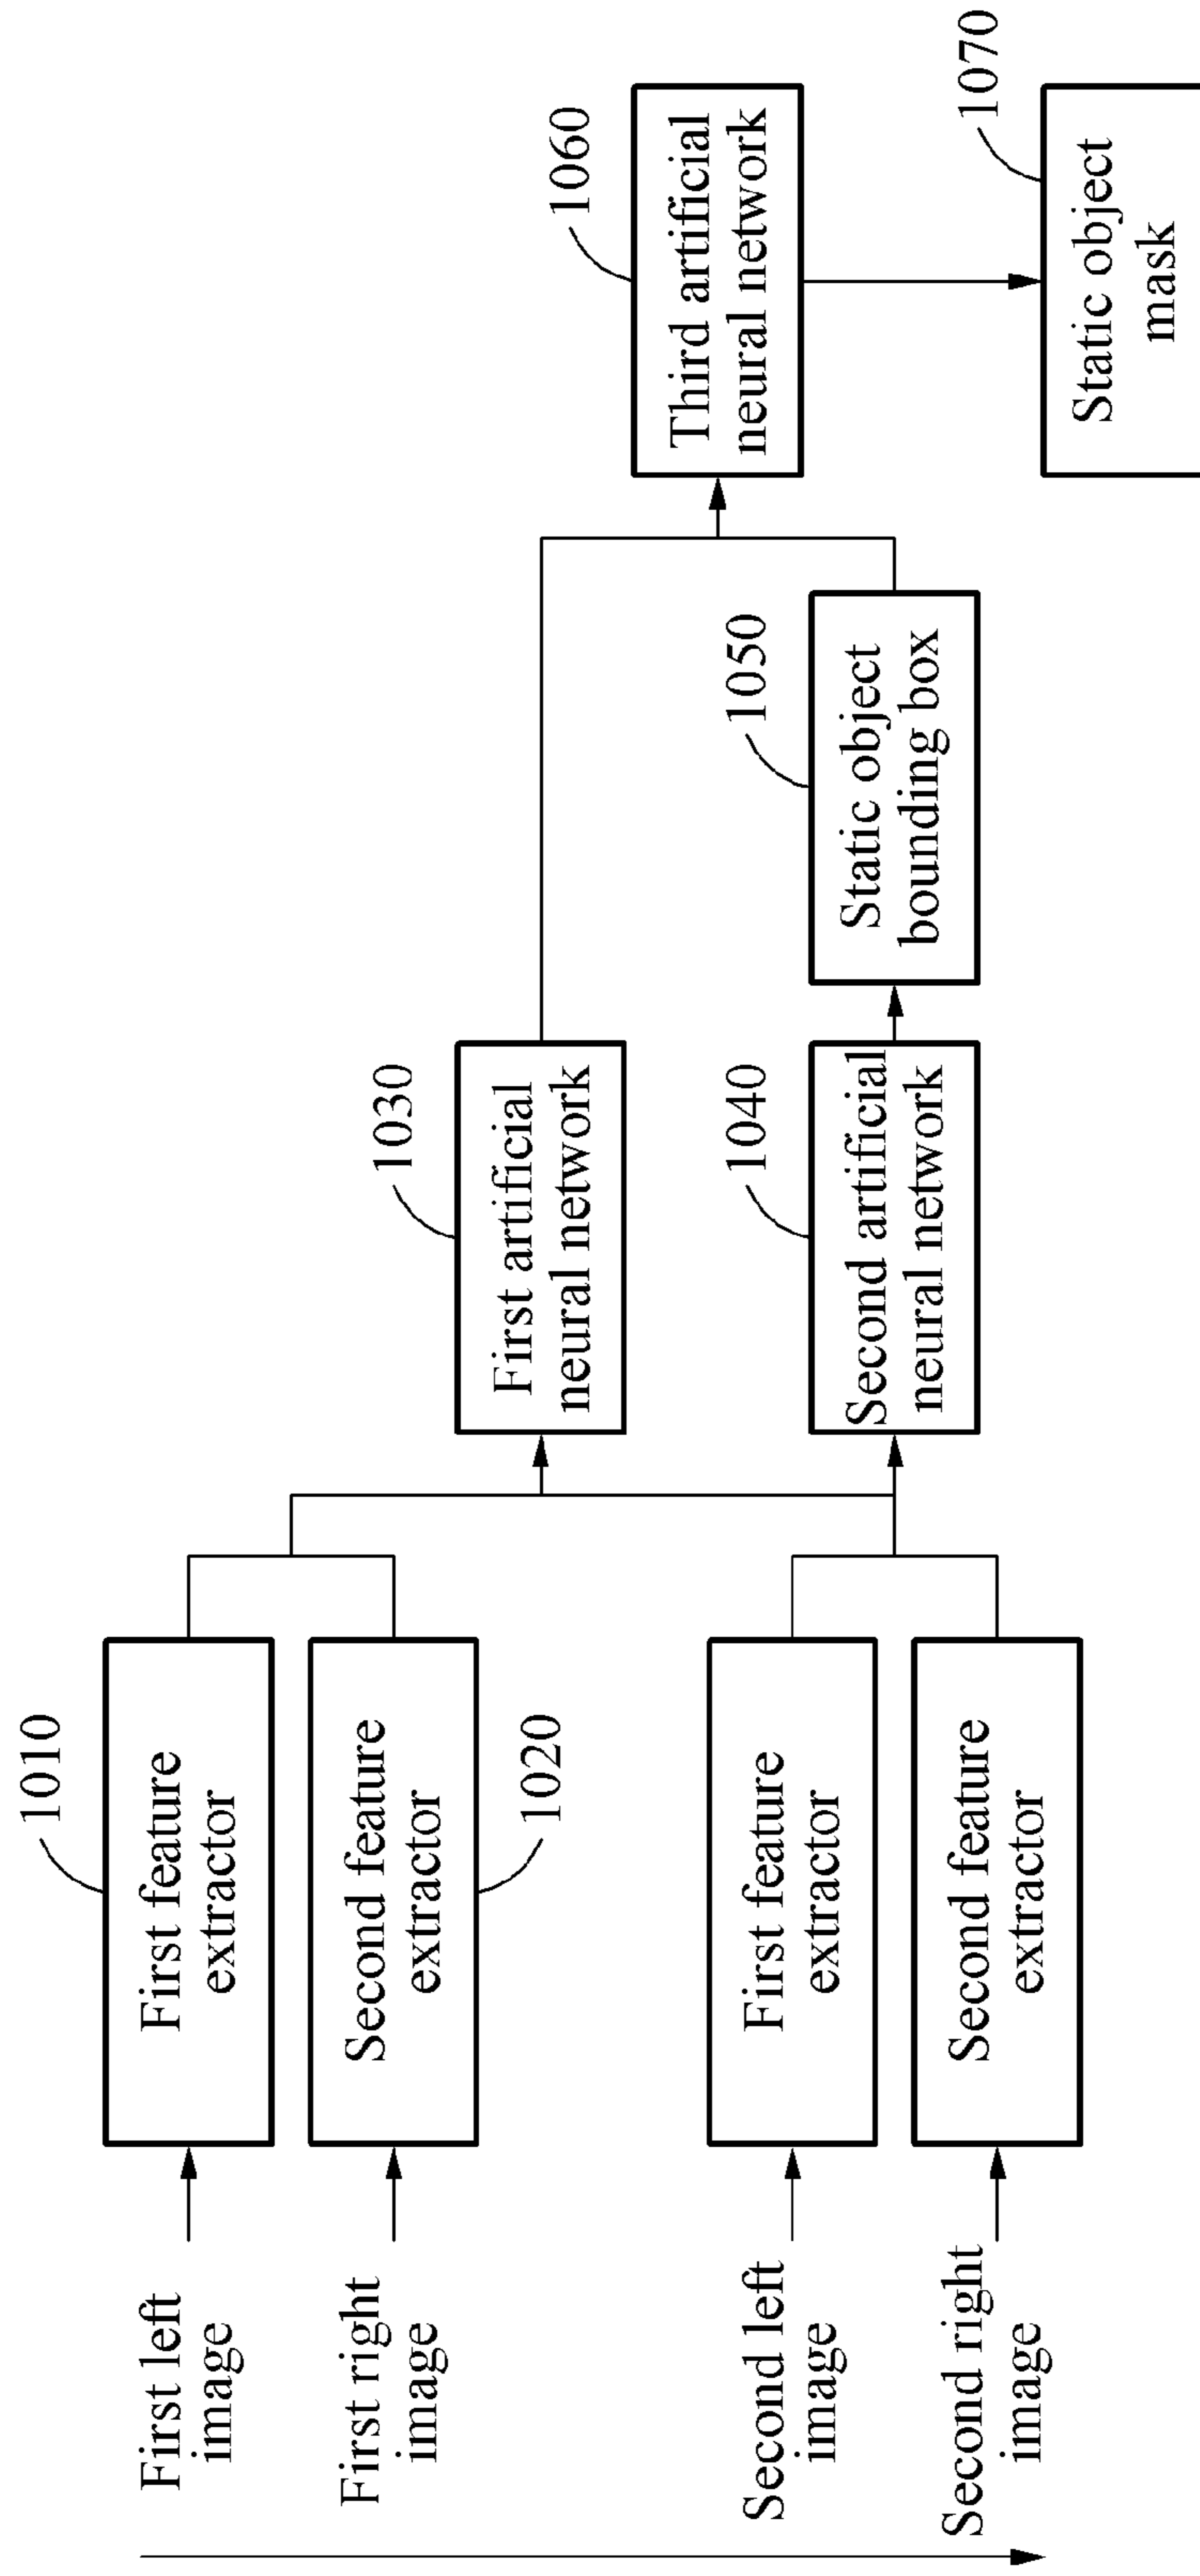 First left
image
1010
First feature
extractor
First right
image
Second feature
extractor
1020
Second left
image
First feature
extractor
Second right
image
Second feature
extractor
1030
First artificial
neural network
1040
Second artificial
neural network
1050
Static object
bounding box
1060
Third artificial
neural network
1070
Static object
mask